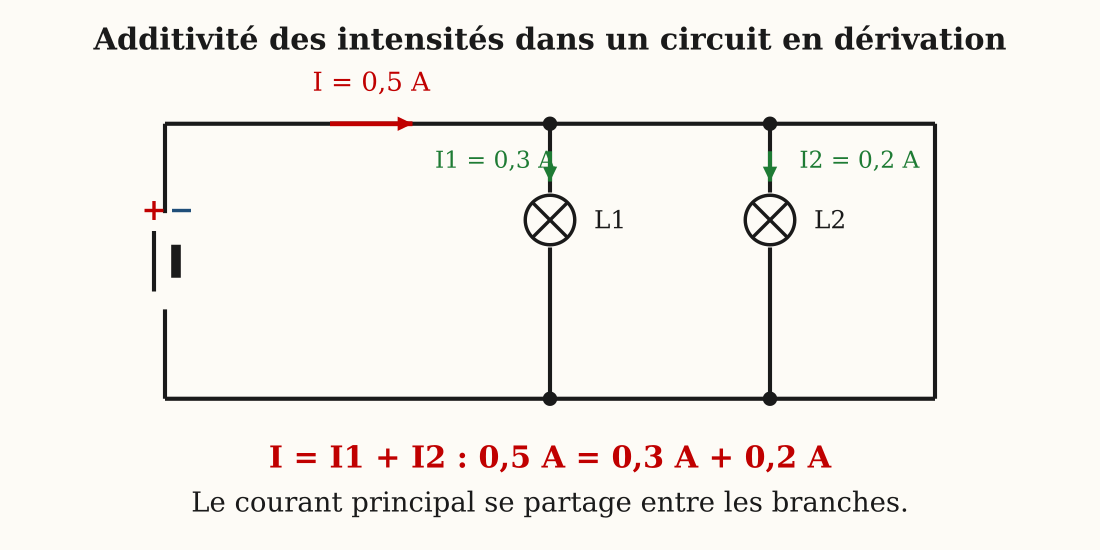 Additivité des intensités dans un circuit en dérivation
I = 0,5 A
I1 = 0,3 A
I2 = 0,2 A
+ −
L1
L2
I = I1 + I2 : 0,5 A = 0,3 A + 0,2 A
Le courant principal se partage entre les branches.